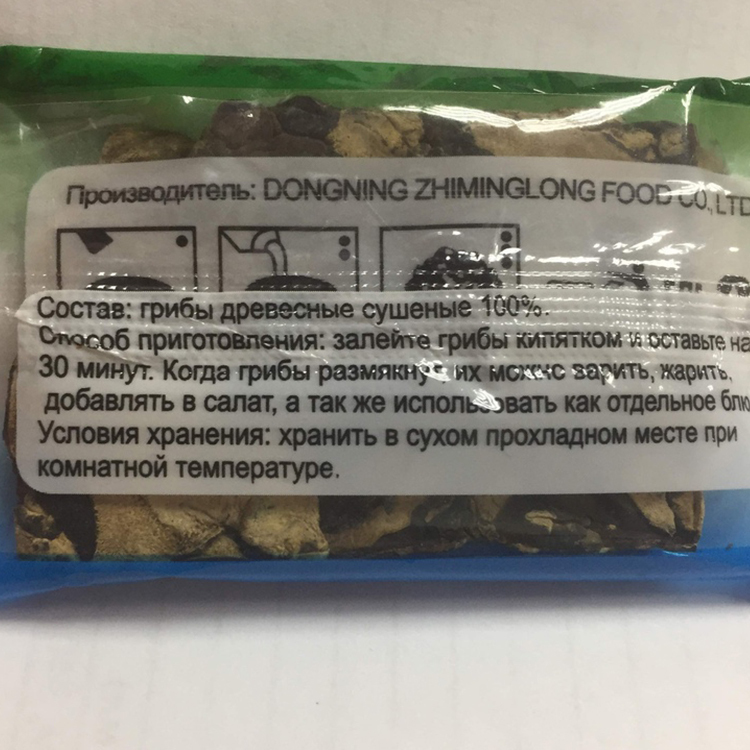 Производитель: DONGNING ZHIMINGLONG FOOD CO., LTD
Состав: грибы древесные сушеные 100%.
Способ приготовления: залейте грибы кипятком и оставьте на
30 минут. Когда грибы размякнут их можно варить, жарить,
добавлять в салат, а так же использовать как отдельное блю
Условия хранения: хранить в сухом прохладном месте при
комнатной температуре.